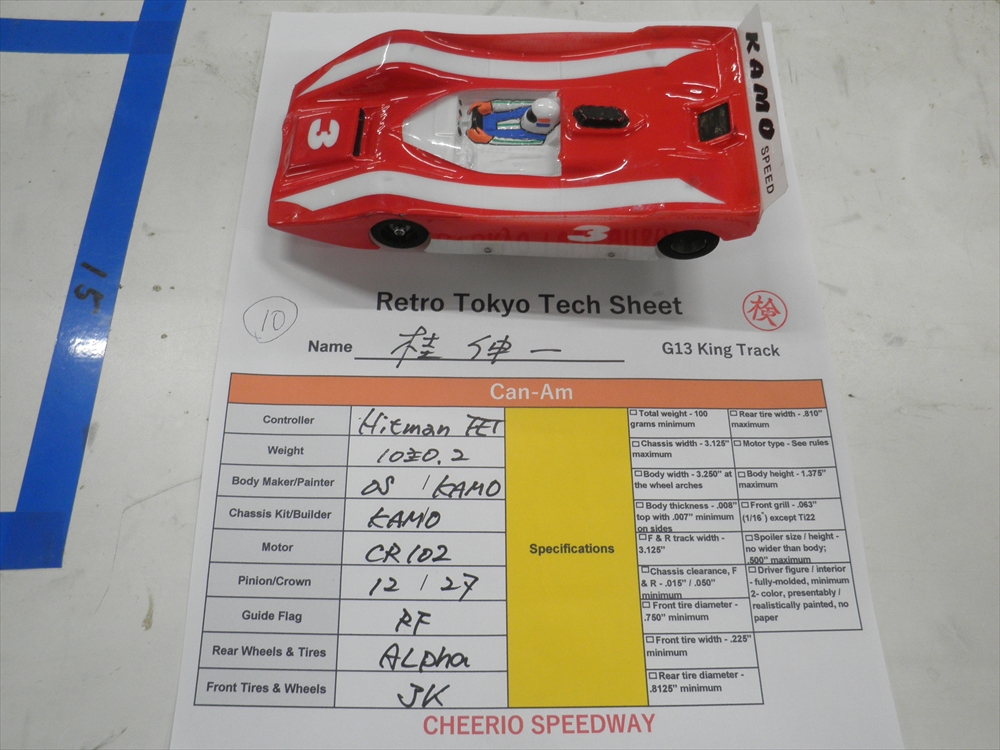 KAMO SPEED
3
3
15
Retro Tokyo Tech Sheet
検
10
Name 桂 伸一
G13 King Track
Can-Am
Controller Hitman FET
Weight
Body Maker/Painter OS / KAMO
Chassis Kit/Builder KAMO
Motor CR102
Pinion/Crown 12 / 27
Guide Flag RF
Rear Wheels & Tires ALpha
Front Tires & Wheels JK
Specifications
Total weight - 100
grams minimum
Chassis width - 3.125"
maximum
Body width - 3.250" at
the wheel arches
Body thickness - .008"
top with .007" minimum
on sides
F & R track width -
3.125"
Chassis clearance, F
& R - .015" / .050"
minimum
Front tire diameter -
.750" minimum
Front tire width - .225"
minimum
Rear tire diameter -
.8125" minimum
Rear tire width - .810"
maximum
Motor type - See rules
Body height - 1.375"
maximum
Front grill - .063"
(1/16") except Ti22
Spoiler size / height -
no wider than body;
.500" maximum
Driver figure / interior
- fully-molded, minimum
2- color, presentably /
realistically painted, no
paper
CHEERIO SPEEDWAY